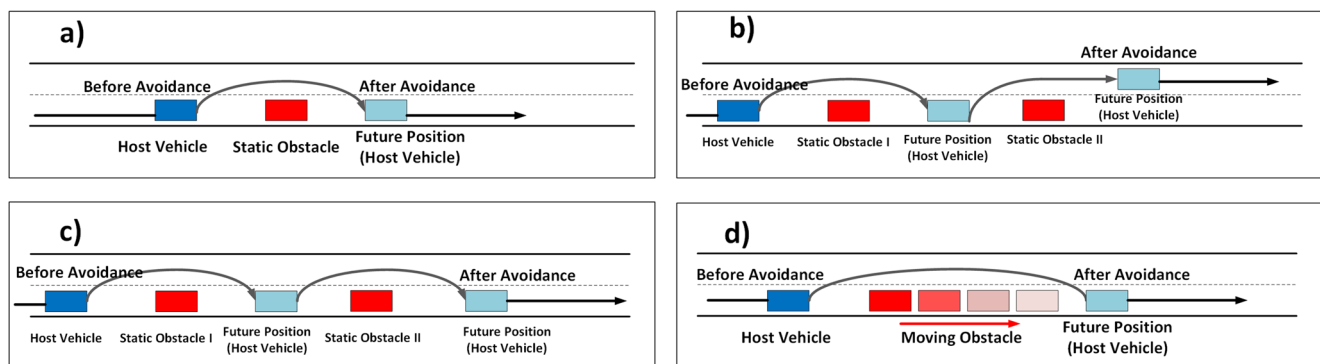 a)
Before Avoidance
After Avoidance
Host Vehicle
Static Obstacle
Future Position
(Host Vehicle)
b)
After Avoidance
Before Avoidance
Future Position
(Host Vehicle)
Host Vehicle
Static Obstacle I
Future Position
(Host Vehicle)
Static Obstacle II
c)
Before Avoidance
After Avoidance
Host Vehicle
Static Obstacle I
Future Position
(Host Vehicle)
Static Obstacle II
Future Position
(Host Vehicle)
d)
Before Avoidance
After Avoidance
Host Vehicle
Moving Obstacle
Future Position
(Host Vehicle)